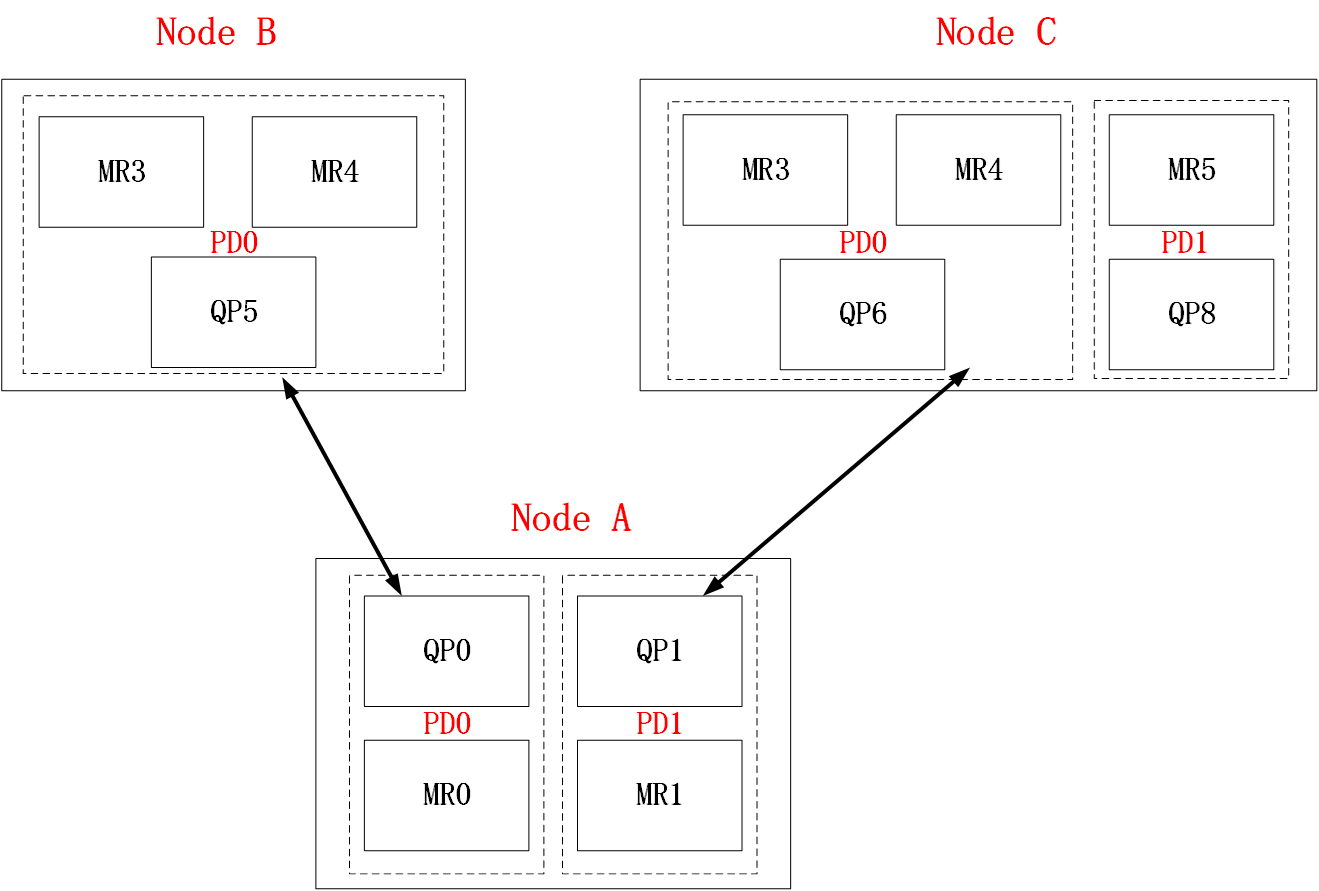 Node B
MR3
MR4
PD0
QP5
Node C
MR3
MR4
PD0
QP6
MR5
PD1
QP8
Node A
QP0
PD0
MR0
QP1
PD1
MR1